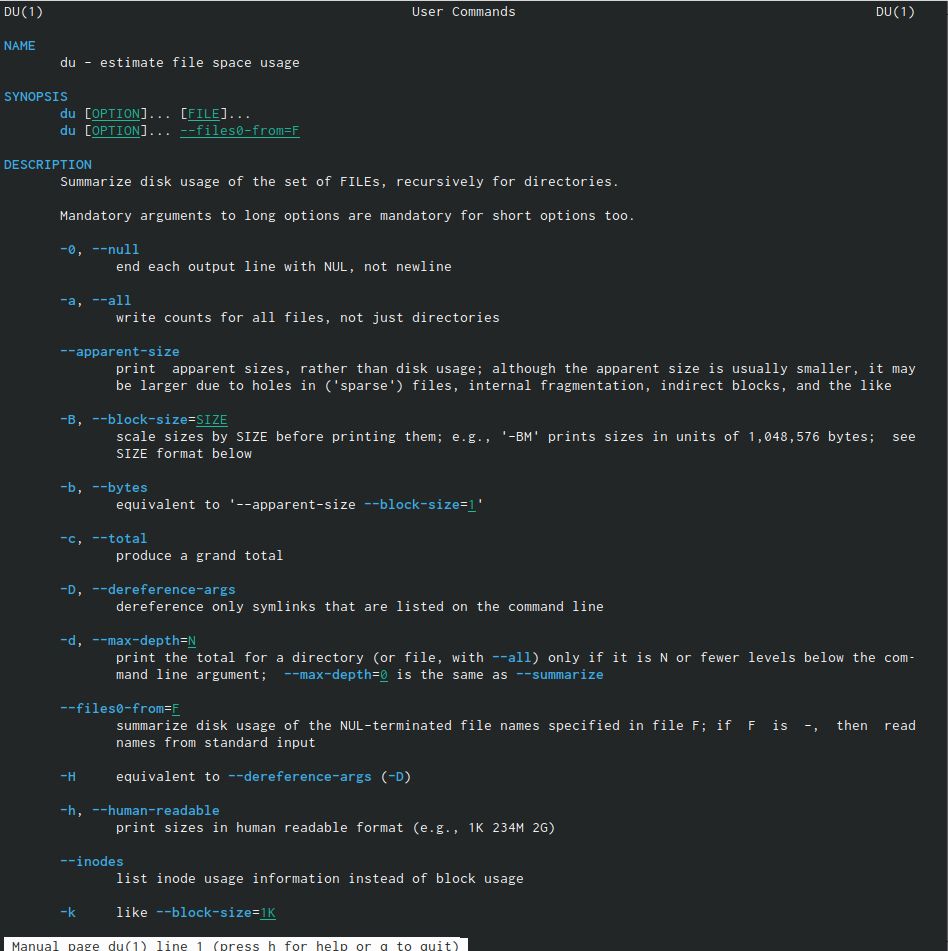 DU(1) User Commands DU(1)
NAME
du - estimate file space usage
SYNOPSIS
du [OPTION]... [FILE]...
du [OPTION]... --files0-from=F
DESCRIPTION
Summarize disk usage of the set of FILEs, recursively for directories.
Mandatory arguments to long options are mandatory for short options too.
-0, --null
end each output line with NUL, not newline
-a, --all
write counts for all files, not just directories
--apparent-size
print apparent sizes, rather than disk usage; although the apparent size is usually smaller, it may
be larger due to holes in ('sparse') files, internal fragmentation, indirect blocks, and the like
-B, --block-size=SIZE
scale sizes by SIZE before printing them; e.g., '-BM' prints sizes in units of 1,048,576 bytes; see
SIZE format below
-b, --bytes
equivalent to '--apparent-size --block-size=1'
-c, --total
produce a grand total
-D, --dereference-args
dereference only symlinks that are listed on the command line
-d, --max-depth=N
print the total for a directory (or file, with --all) only if it is N or fewer levels below the com-
mand line argument; --max-depth=0 is the same as --summarize
--files0-from=F
summarize disk usage of the NUL-terminated file names specified in file F; if F is -, then read
names from standard input
-H equivalent to --dereference-args (-D)
-h, --human-readable
print sizes in human readable format (e.g., 1K 234M 2G)
--inodes
list inode usage information instead of block usage
-k like --block-size=1K
Manual page du(1) line 1 (press h for help or q to quit)